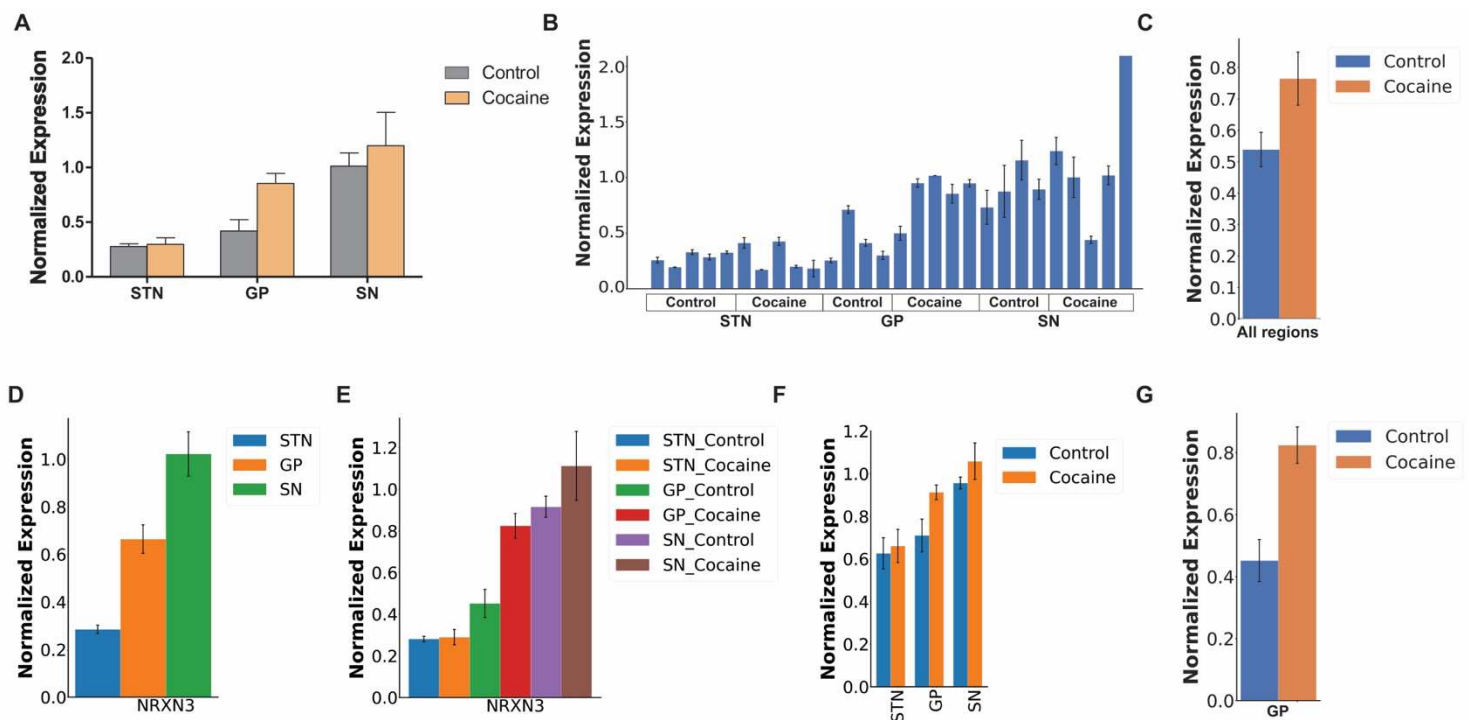 A
Normalized Expression
2.0
1.5
1.0
0.5
0.0
STN GP SN
Control
Cocaine
B
Normalized Expression
2.0
1.5
1.0
0.5
0.0
Control Cocaine Control Cocaine Control Cocaine
STN GP SN
C
Normalized Expression
0.8
0.7
0.6
0.5
0.4
0.3
0.2
0.1
0.0
All regions
Control
Cocaine
D
Normalized Expression
1.0
0.8
0.6
0.4
0.2
0.0
NRXN3
STN
GP
SN
E
Normalized Expression
1.2
1.0
0.8
0.6
0.4
0.2
0.0
NRXN3
STN_Control
STN_Cocaine
GP_Control
GP_Cocaine
SN_Control
SN_Cocaine
F
Normalized Expression
1.2
1.0
0.8
0.6
0.4
0.2
0.0
STN
GP
SN
Control
Cocaine
G
Normalized Expression
0.8
0.6
0.4
0.2
0.0
GP
Control
Cocaine